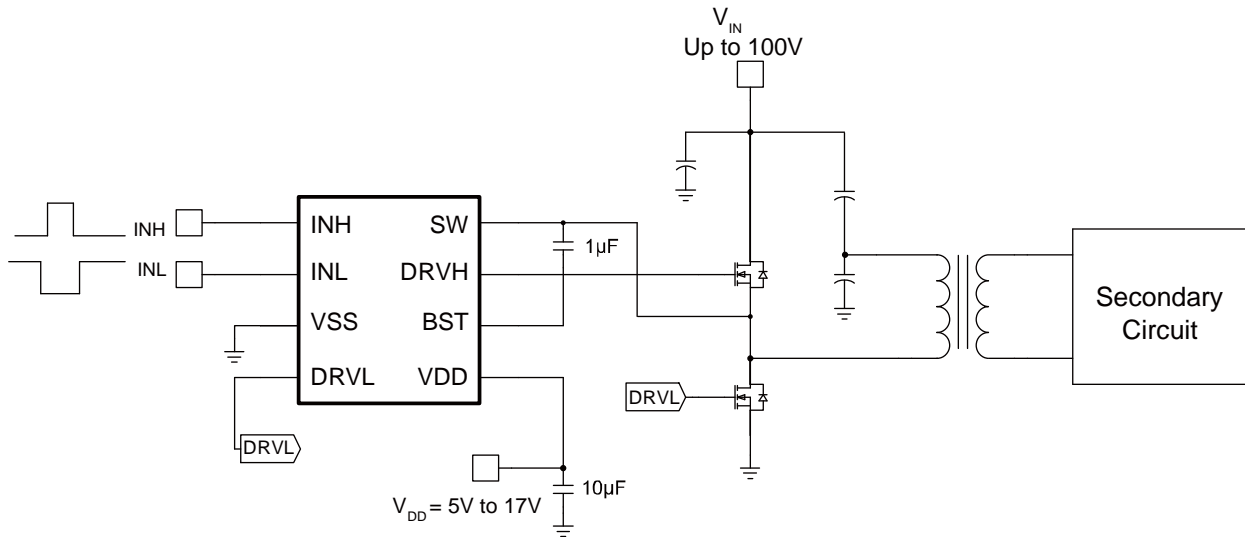 V_IN
Up to 100V
INH
INL
INH
SW
INL
DRVH
VSS
BST
DRVL
VDD
1µF
DRVL
DRVL
V_DD = 5V to 17V
10µF
Secondary
Circuit